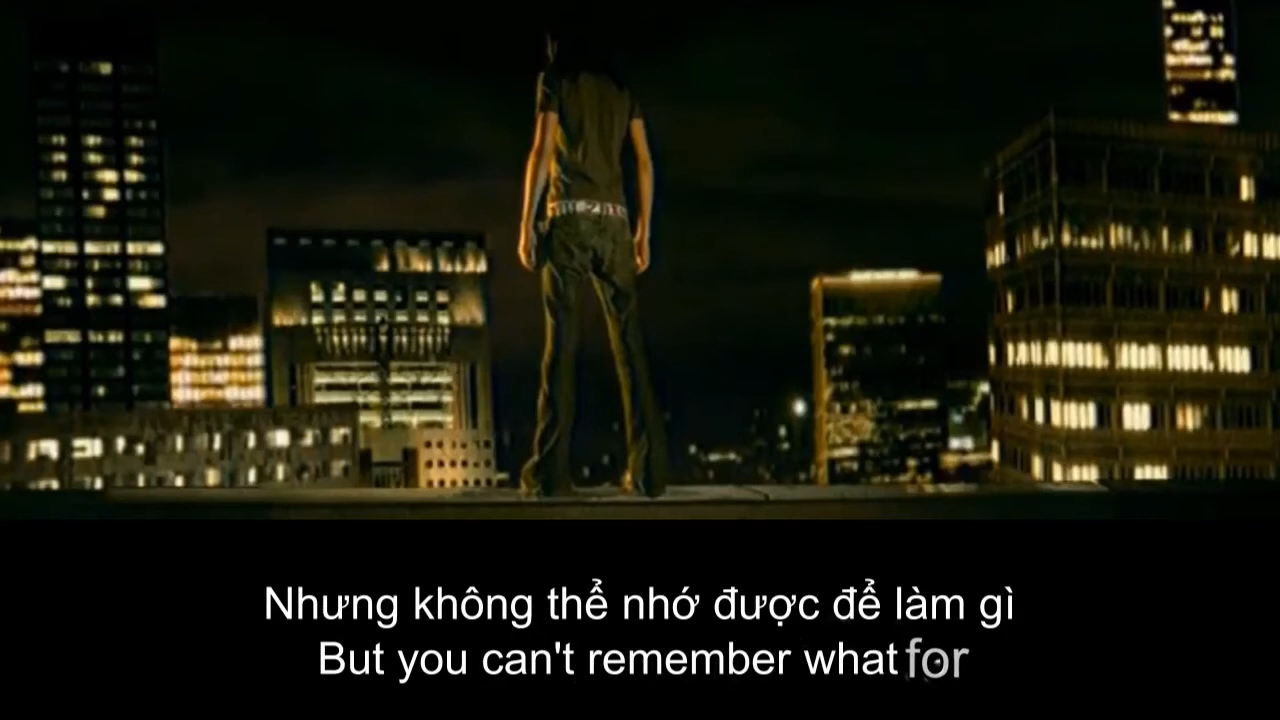 Nhưng không thể nhớ được để làm gì
But you can't remember what for